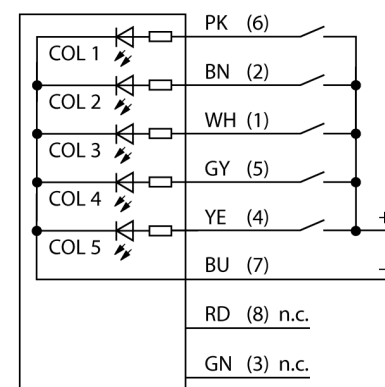 PK (6)
COL 1
BN (2)
COL 2
WH (1)
COL 3
GY (5)
COL 4
YE (4)
+
COL 5
BU (7)
–
RD (8) n.c.
GN (3) n.c.